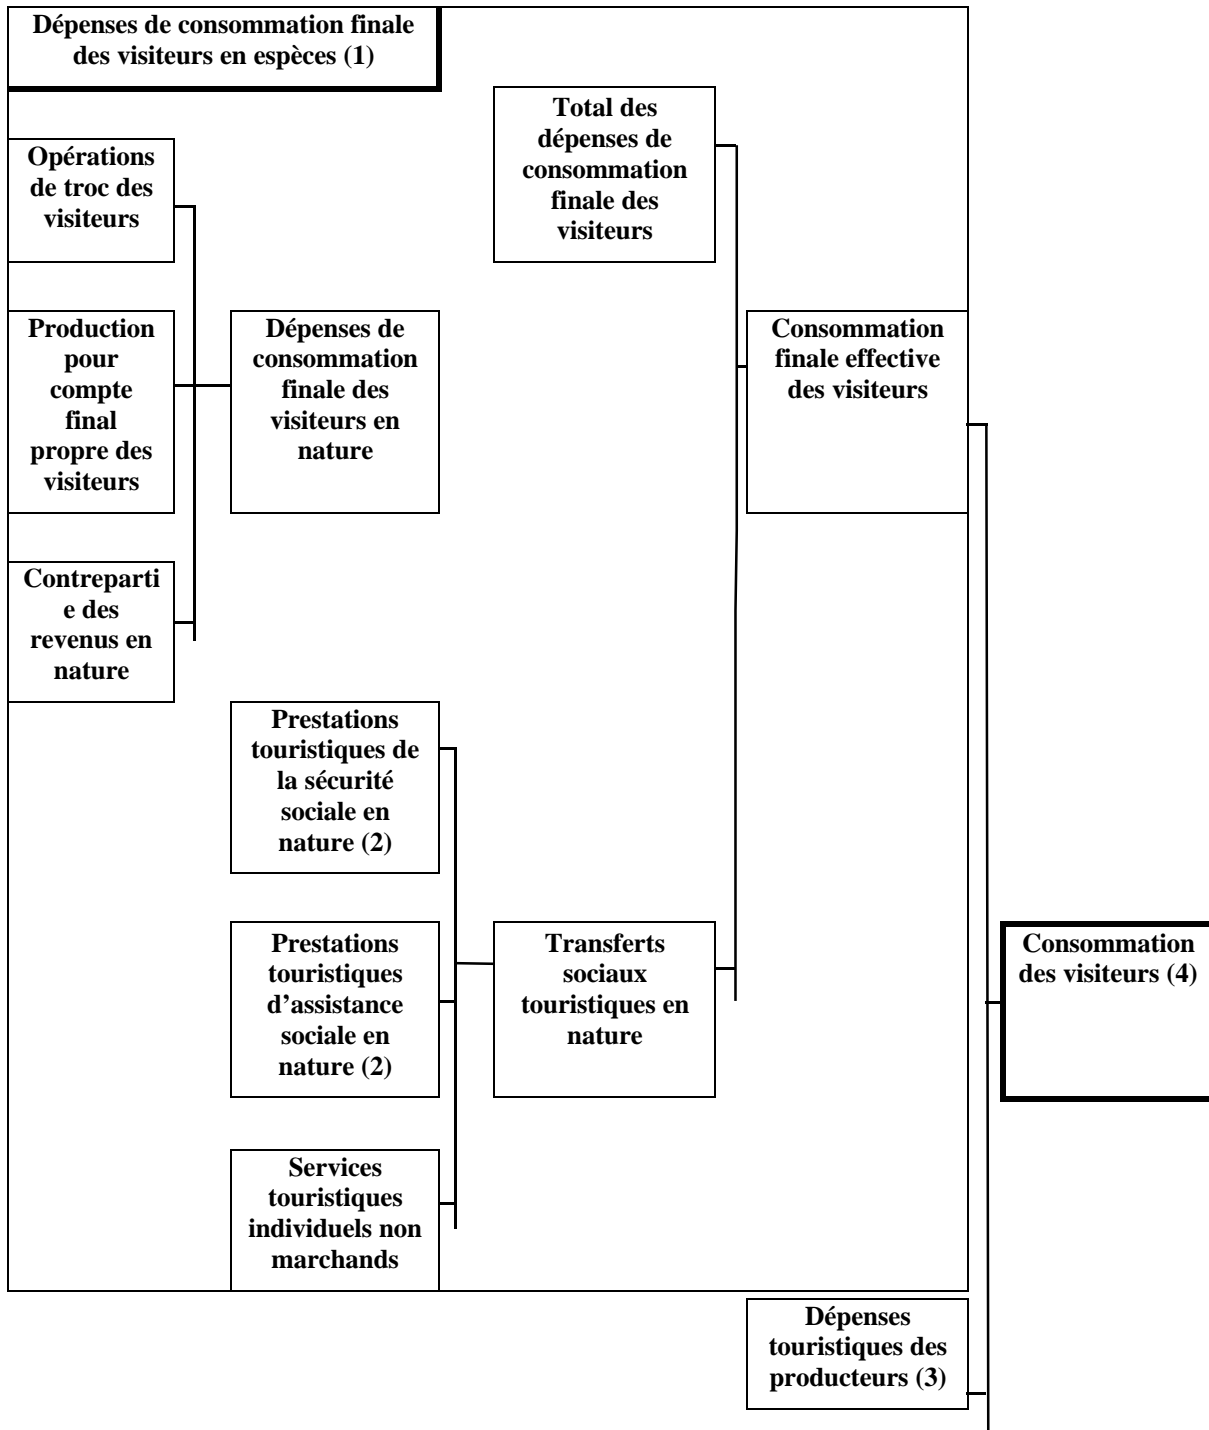 Dépenses de consommation finale
des visiteurs en espèces (1)
Total des
dépenses de
consommation
finale des
visiteurs
Opérations
de troc des
visiteurs
Production
pour
compte
final
propre des
visiteurs
Dépenses de
consommation
finale des
visiteurs en
nature
Consommation
finale effective
des visiteurs
Contreparti
e des
revenus en
nature
Prestations
touristiques de
la sécurité
sociale en
nature (2)
Prestations
touristiques
d’assistance
sociale en
nature (2)
Transferts
sociaux
touristiques en
nature
Consommation
des visiteurs (4)
Services
touristiques
individuels non
marchands
Dépenses
touristiques des
producteurs (3)